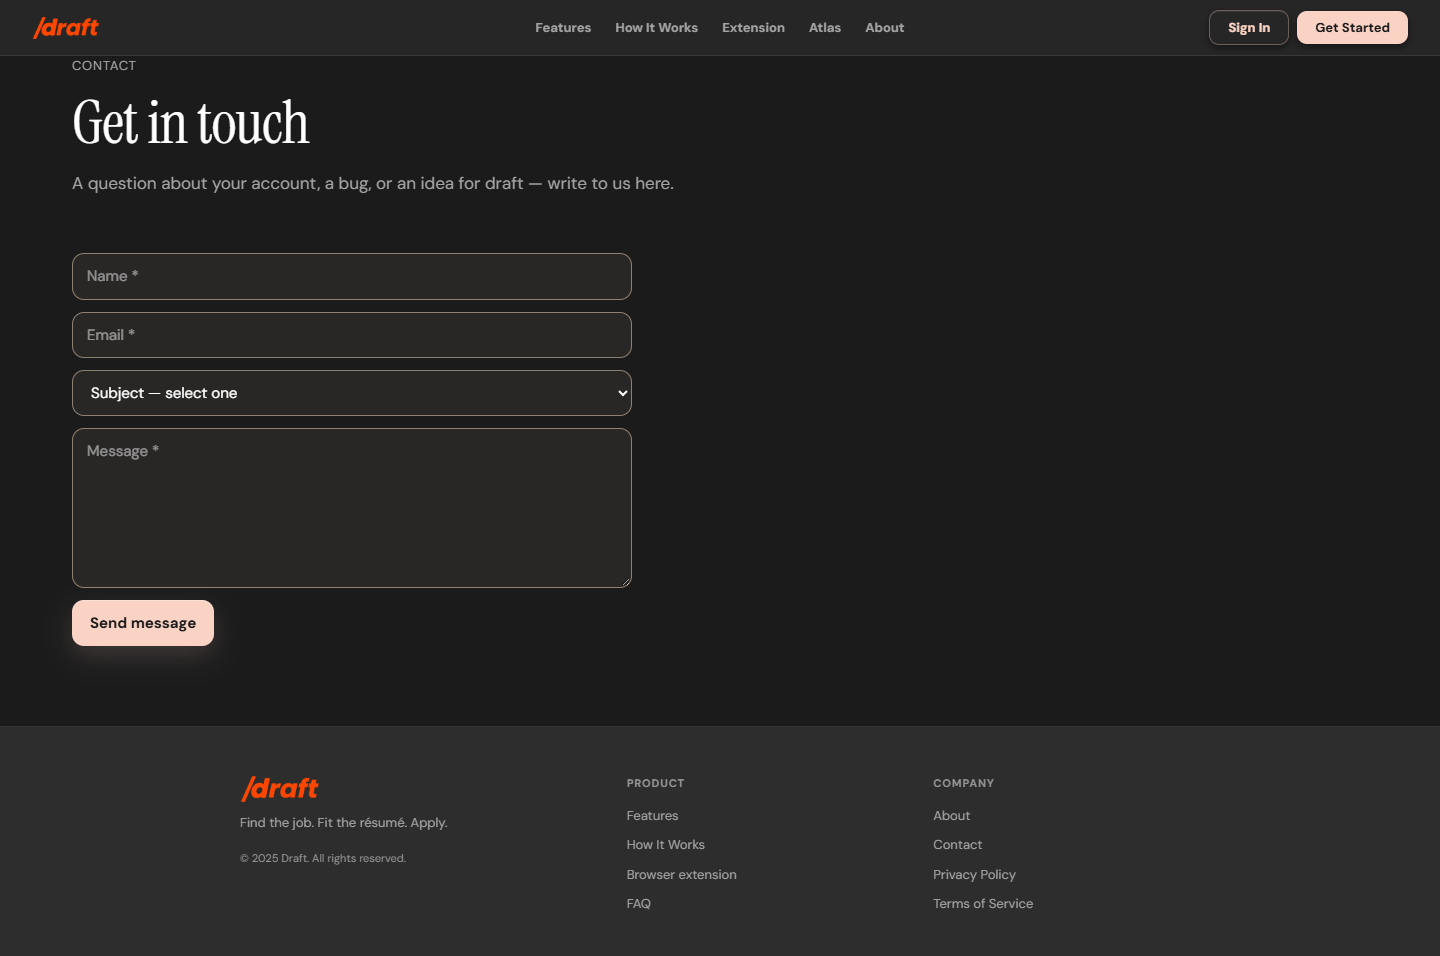 /draft
Features
How It Works
Extension
Atlas
About
Sign In
Get Started
CONTACT
Get in touch
A question about your account, a bug, or an idea for draft — write to us here.
Name *
Email *
Subject — select one
Message *
Send message
/draft
Find the job. Fit the résumé. Apply.
© 2025 Draft. All rights reserved.
PRODUCT
Features
How It Works
Browser extension
FAQ
COMPANY
About
Contact
Privacy Policy
Terms of Service